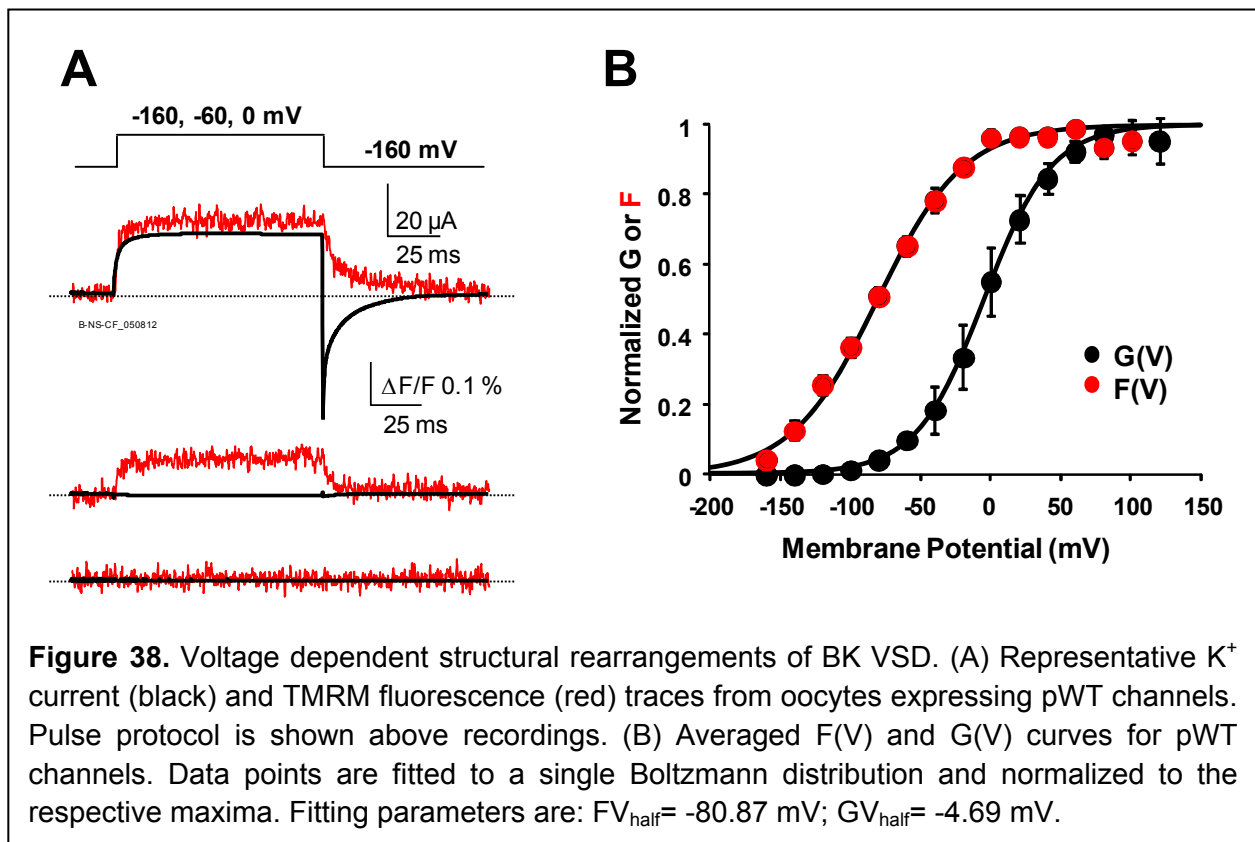 A
-160, -60, 0 mV
-160 mV
20 µA
25 ms
B-NS-CF_050812
ΔF/F 0.1 %
25 ms
B
Normalized G or F
1
0.8
0.6
0.4
0.2
0
-200 -150 -100 -50 0 50 100 150
Membrane Potential (mV)
G(V)
F(V)
Figure 38. Voltage dependent structural rearrangements of BK VSD. (A) Representative K⁺
current (black) and TMRM fluorescence (red) traces from oocytes expressing pWT channels.
Pulse protocol is shown above recordings. (B) Averaged F(V) and G(V) curves for pWT
channels. Data points are fitted to a single Boltzmann distribution and normalized to the
respective maxima. Fitting parameters are: FVhalf= -80.87 mV; GVhalf= -4.69 mV.